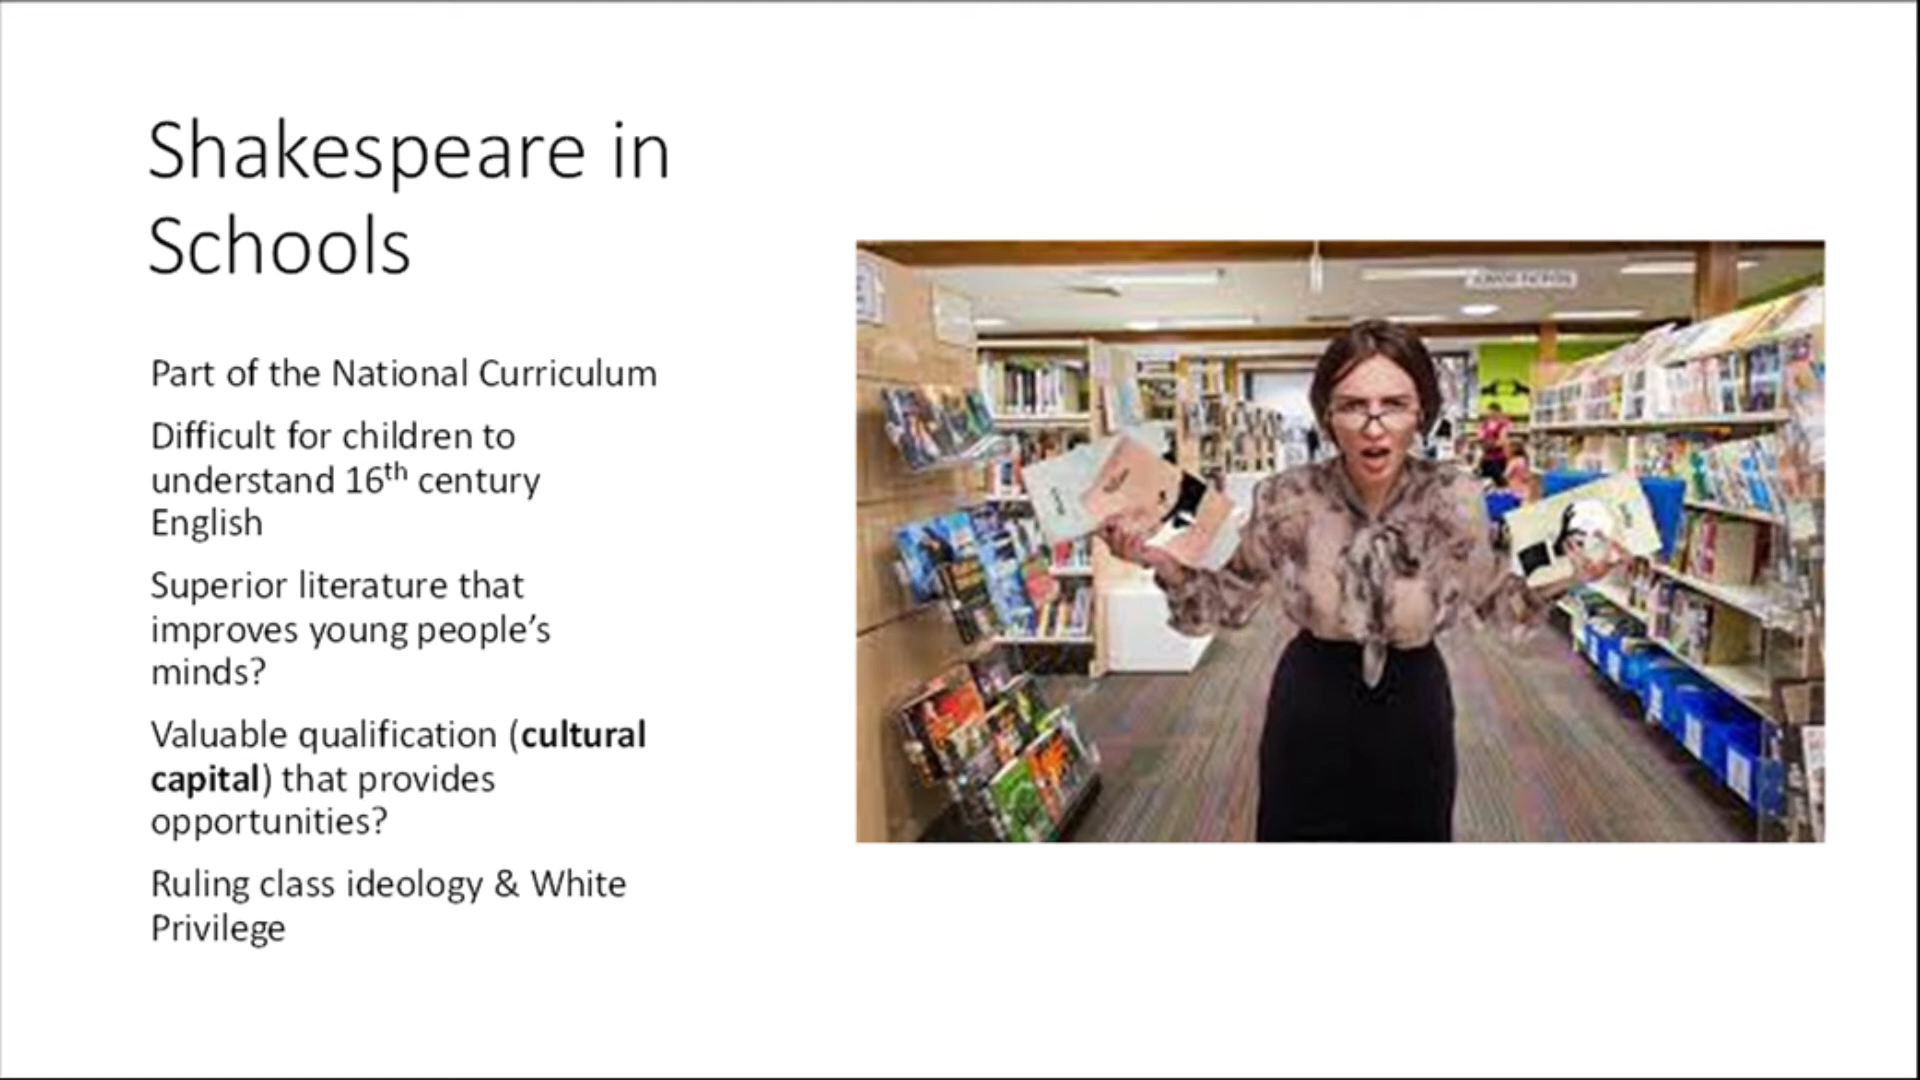 Shakespeare in
Schools
Part of the National Curriculum
Difficult for children to
understand 16th century
English
Superior literature that
improves young people’s
minds?
Valuable qualification (cultural
capital) that provides
opportunities?
Ruling class ideology & White
Privilege